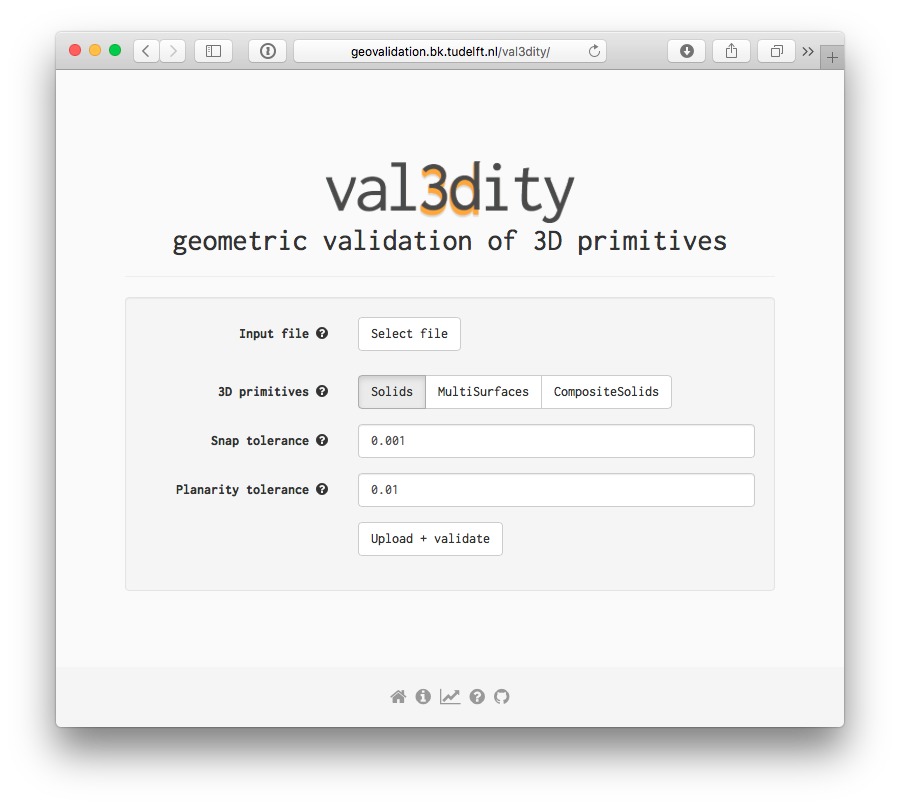 geovalidation.bk.tudelft.nl/val3dity/
val3dity
geometric validation of 3D primitives
Input file
Select file
3D primitives
Solids MultiSurfaces CompositeSolids
Snap tolerance
0.001
Planarity tolerance
0.01
Upload + validate